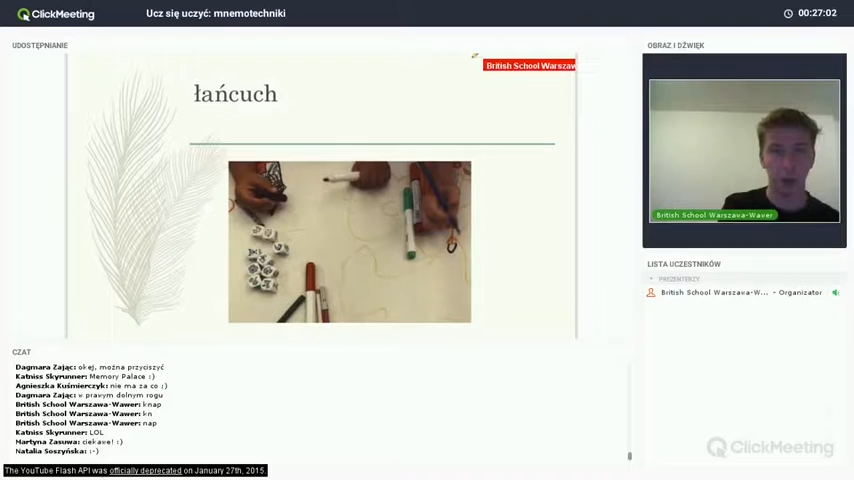 ClickMeeting
Ucz się uczyć: mnemotechniki
00:27:02
UDOSTĘPNIANIE
British School Warszaw
łańcuch
OBRAZ I DŹWIĘK
British School Warszawa-Wawer
LISTA UCZESTNIKÓW
PREZENTERZY
British School Warszawa-W... - Organizator
CZAT
Dagmara Zając: okej, można przyciszyć
Katniss Skyrunner: Memory Palace :)
Agnieszka Kuśmierczyk: nie ma za co ;)
Dagmara Zając: w prawym dolnym rogu
British School Warszawa-Wawer: knap
British School Warszawa-Wawer: kn
British School Warszawa-Wawer: nap
Katniss Skyrunner: LOL
Martyna Zasuwa: ciekawe! :)
Natalia Soszyńska: :-)
ClickMeeting
The YouTube Flash API was officially deprecated on January 27th, 2015.